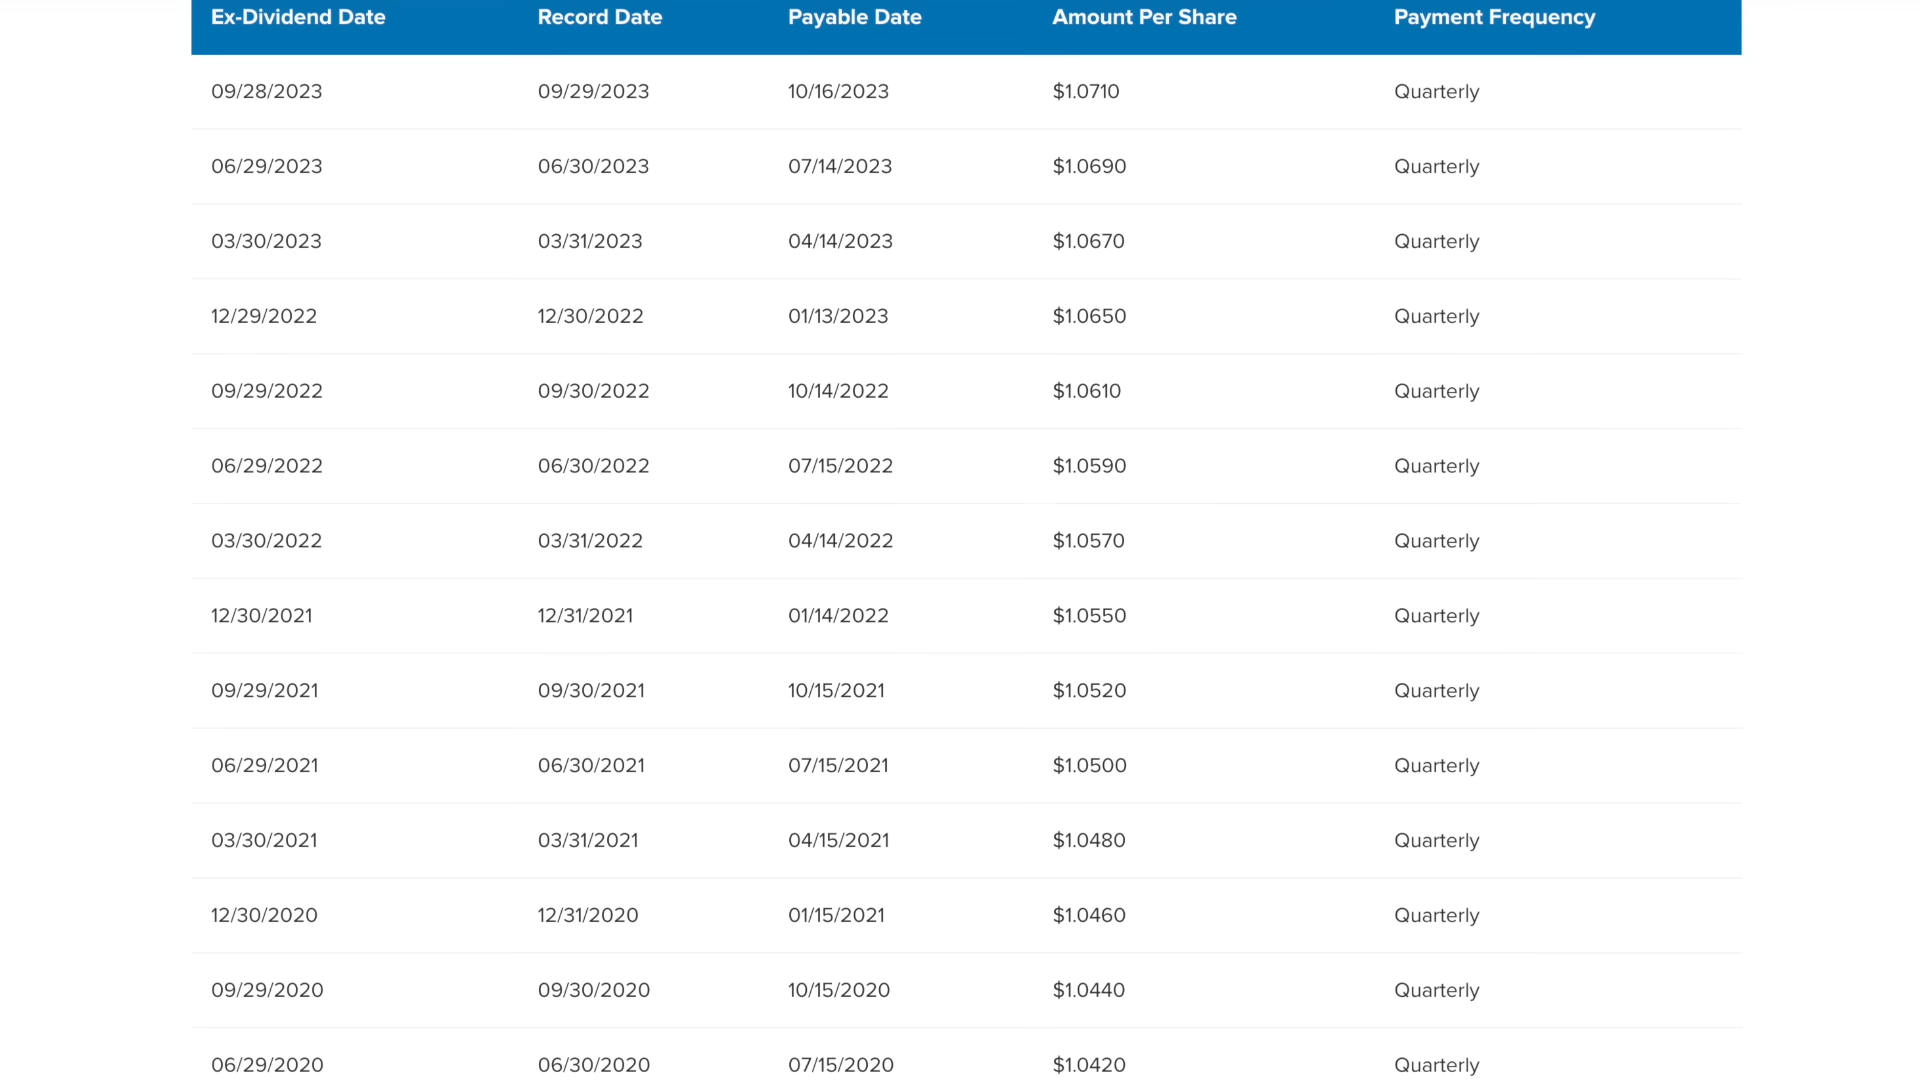 Ex-Dividend Date Record Date Payable Date Amount Per Share Payment Frequency
09/28/2023 09/29/2023 10/16/2023 $1.0710 Quarterly
06/29/2023 06/30/2023 07/14/2023 $1.0690 Quarterly
03/30/2023 03/31/2023 04/14/2023 $1.0670 Quarterly
12/29/2022 12/30/2022 01/13/2023 $1.0650 Quarterly
09/29/2022 09/30/2022 10/14/2022 $1.0610 Quarterly
06/29/2022 06/30/2022 07/15/2022 $1.0590 Quarterly
03/30/2022 03/31/2022 04/14/2022 $1.0570 Quarterly
12/30/2021 12/31/2021 01/14/2022 $1.0550 Quarterly
09/29/2021 09/30/2021 10/15/2021 $1.0520 Quarterly
06/29/2021 06/30/2021 07/15/2021 $1.0500 Quarterly
03/30/2021 03/31/2021 04/15/2021 $1.0480 Quarterly
12/30/2020 12/31/2020 01/15/2021 $1.0460 Quarterly
09/29/2020 09/30/2020 10/15/2020 $1.0440 Quarterly
06/29/2020 06/30/2020 07/15/2020 $1.0420 Quarterly